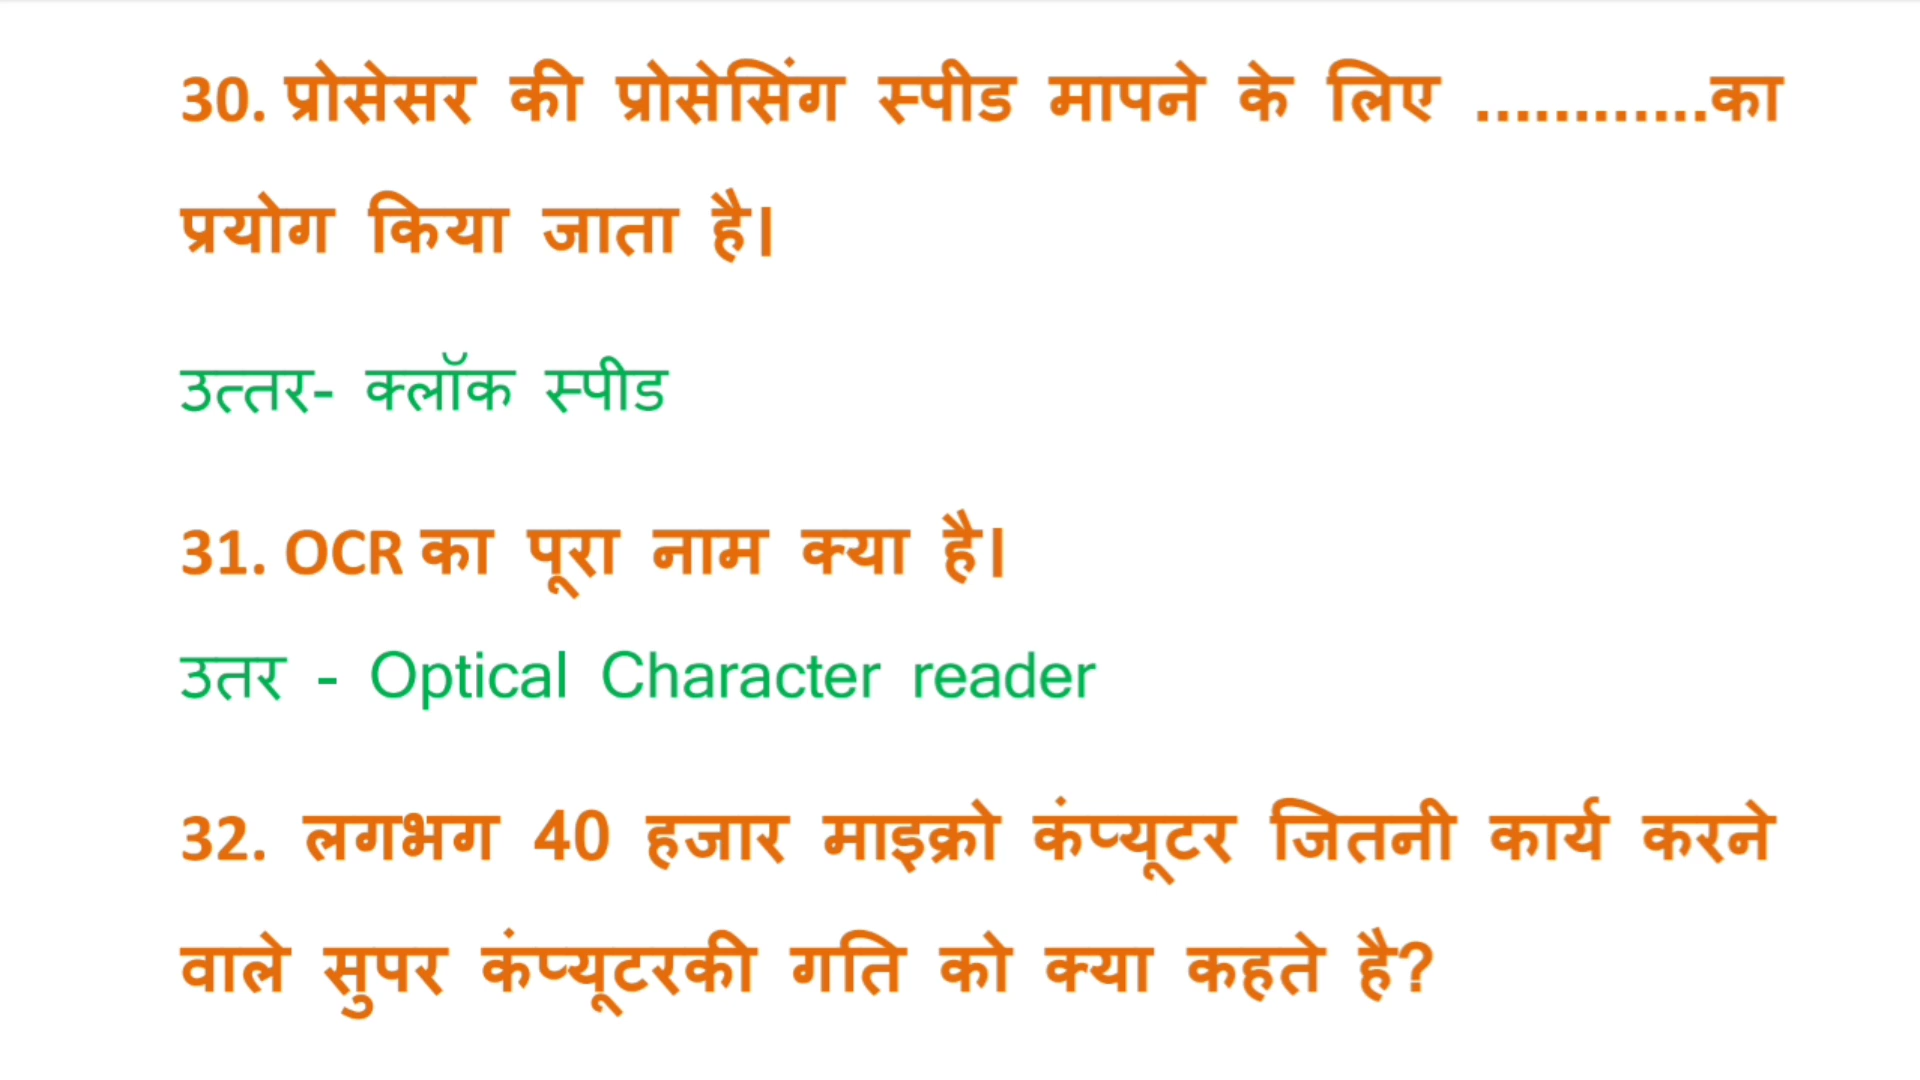 30. प्रोसेसर की प्रोसेसिंग स्पीड मापने के लिए ............का
प्रयोग किया जाता है।
उत्तर- क्लॉक स्पीड
31. OCR का पूरा नाम क्या है।
उतर - Optical Character reader
32. लगभग 40 हजार माइक्रो कंप्यूटर जितनी कार्य करने
वाले सुपर कंप्यूटरकी गति को क्या कहते है?